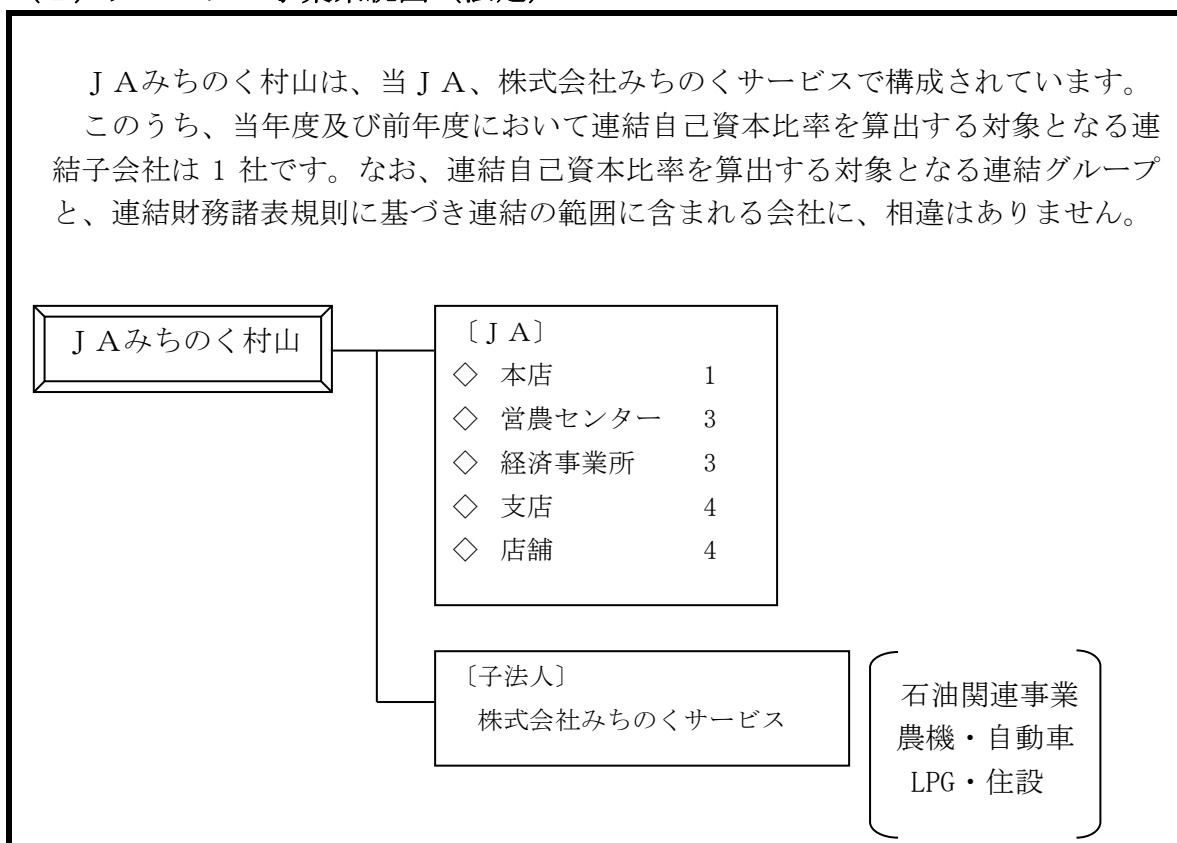 ＪＡみちのく村山は、当ＪＡ、株式会社みちのくサービスで構成されています。
このうち、当年度及び前年度において連結自己資本比率を算出する対象となる連
結子会社は 1 社です。なお、連結自己資本比率を算出する対象となる連結グループ
と、連結財務諸表規則に基づき連結の範囲に含まれる会社に、相違はありません。
ＪＡみちのく村山
〔ＪＡ〕
◇ 本店 1
◇ 営農センター 3
◇ 経済事業所 3
◇ 支店 4
◇ 店舗 4
〔子法人〕
株式会社みちのくサービス
石油関連事業
農機・自動車
LPG・住設